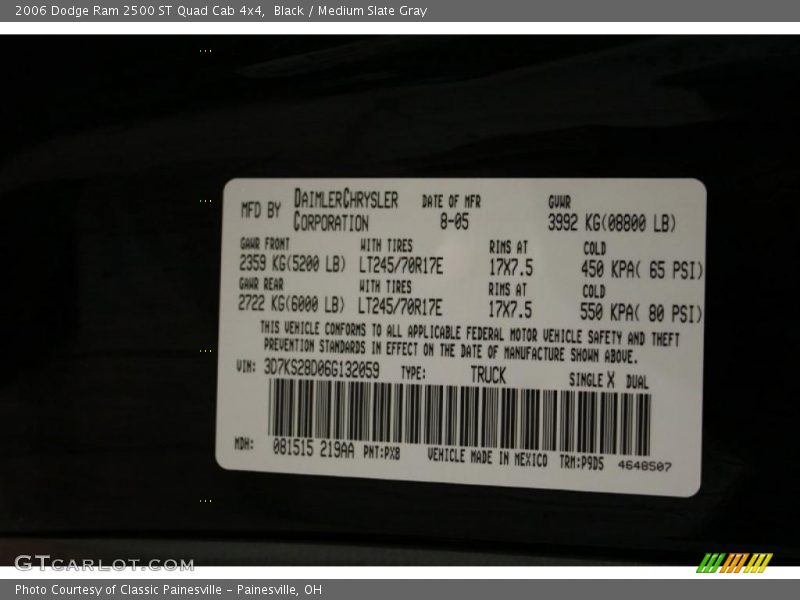 2006 Dodge Ram 2500 ST Quad Cab 4x4, Black / Medium Slate Gray
MFD BY DAIMLERCHRYSLER CORPORATION DATE OF MFR 8-05 GVWR 3992 KG(08800 LB)
GAWR FRONT WITH TIRES RIMS AT COLD
2359 KG(5200 LB) LT245/70R17E 17X7.5 450 KPA( 65 PSI)
GAWR REAR WITH TIRES RIMS AT COLD
2722 KG(6000 LB) LT245/70R17E 17X7.5 550 KPA( 80 PSI)
THIS VEHICLE CONFORMS TO ALL APPLICABLE FEDERAL MOTOR VEHICLE SAFETY AND THEFT
PREVENTION STANDARDS IN EFFECT ON THE DATE OF MANUFACTURE SHOWN ABOVE.
VIN: 3D7KS28D06G132059 TYPE: TRUCK SINGLE X DUAL
MDH: 081515 219AA PNT:PX8 VEHICLE MADE IN MEXICO TRM:P9D5 4648507
GTCARLOT.COM
Photo Courtesy of Classic Painesville – Painesville, OH